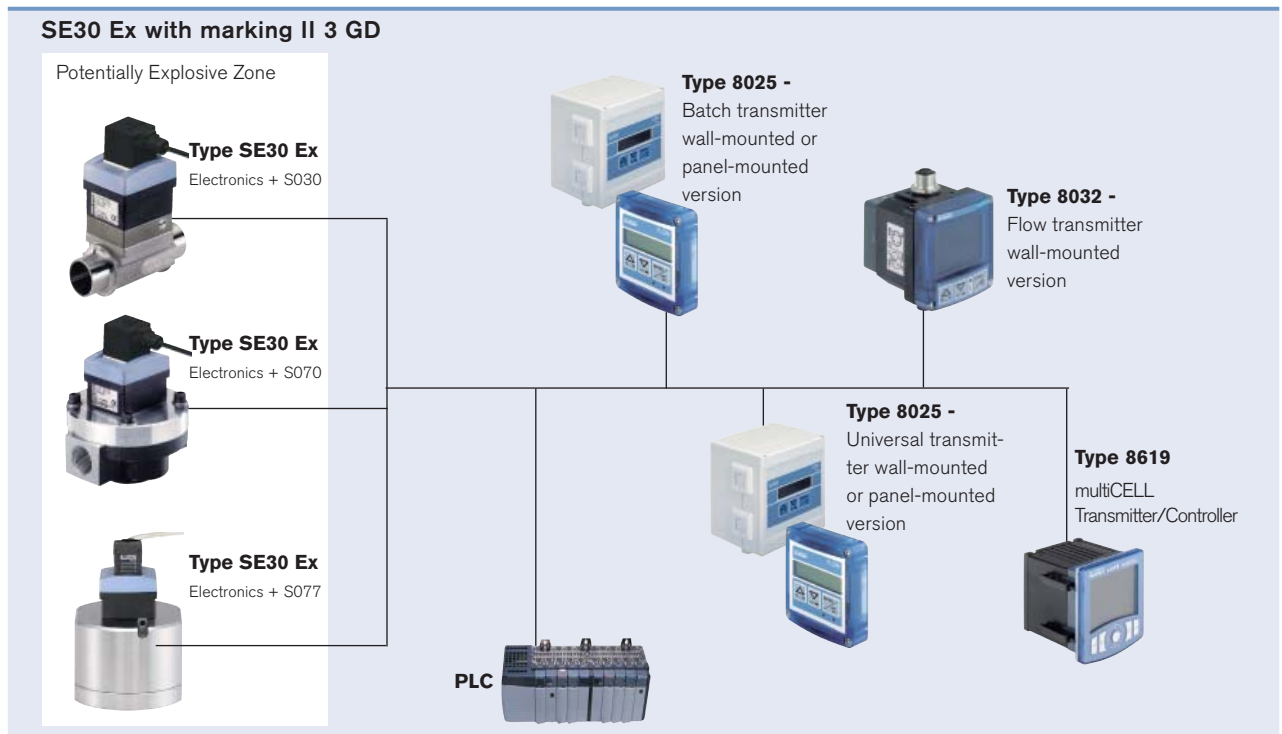 SE30 Ex with marking II 3 GD
Potentially Explosive Zone
Type SE30 Ex
Electronics + S030
Type SE30 Ex
Electronics + S070
Type SE30 Ex
Electronics + S077
Type 8025 -
Batch transmitter
wall-mounted or
panel-mounted
version
Type 8032 -
Flow transmitter
wall-mounted
version
Type 8025 -
Universal transmit-
ter wall-mounted
or panel-mounted
version
Type 8619
multiCELL
Transmitter/Controller
PLC